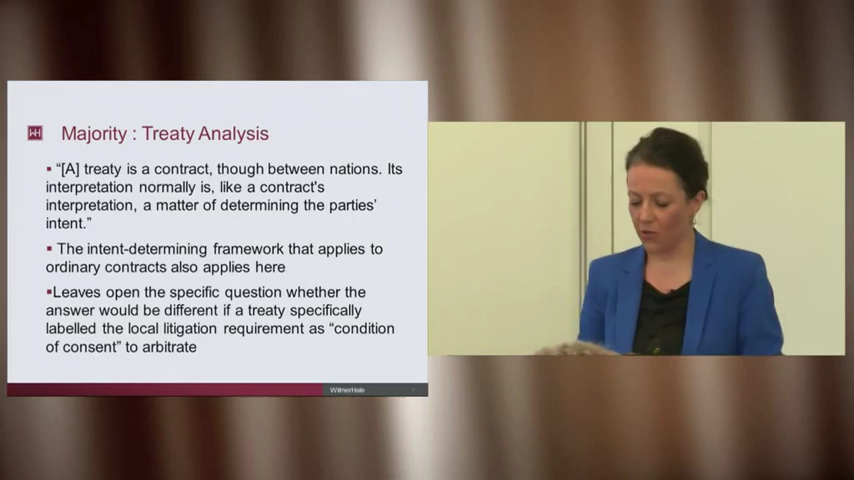 WH
Majority : Treaty Analysis
▪ “[A] treaty is a contract, though between nations. Its
interpretation normally is, like a contract's
interpretation, a matter of determining the parties’
intent.”
▪ The intent-determining framework that applies to
ordinary contracts also applies here
▪Leaves open the specific question whether the
answer would be different if a treaty specifically
labelled the local litigation requirement as “condition
of consent” to arbitrate
WilmerHale